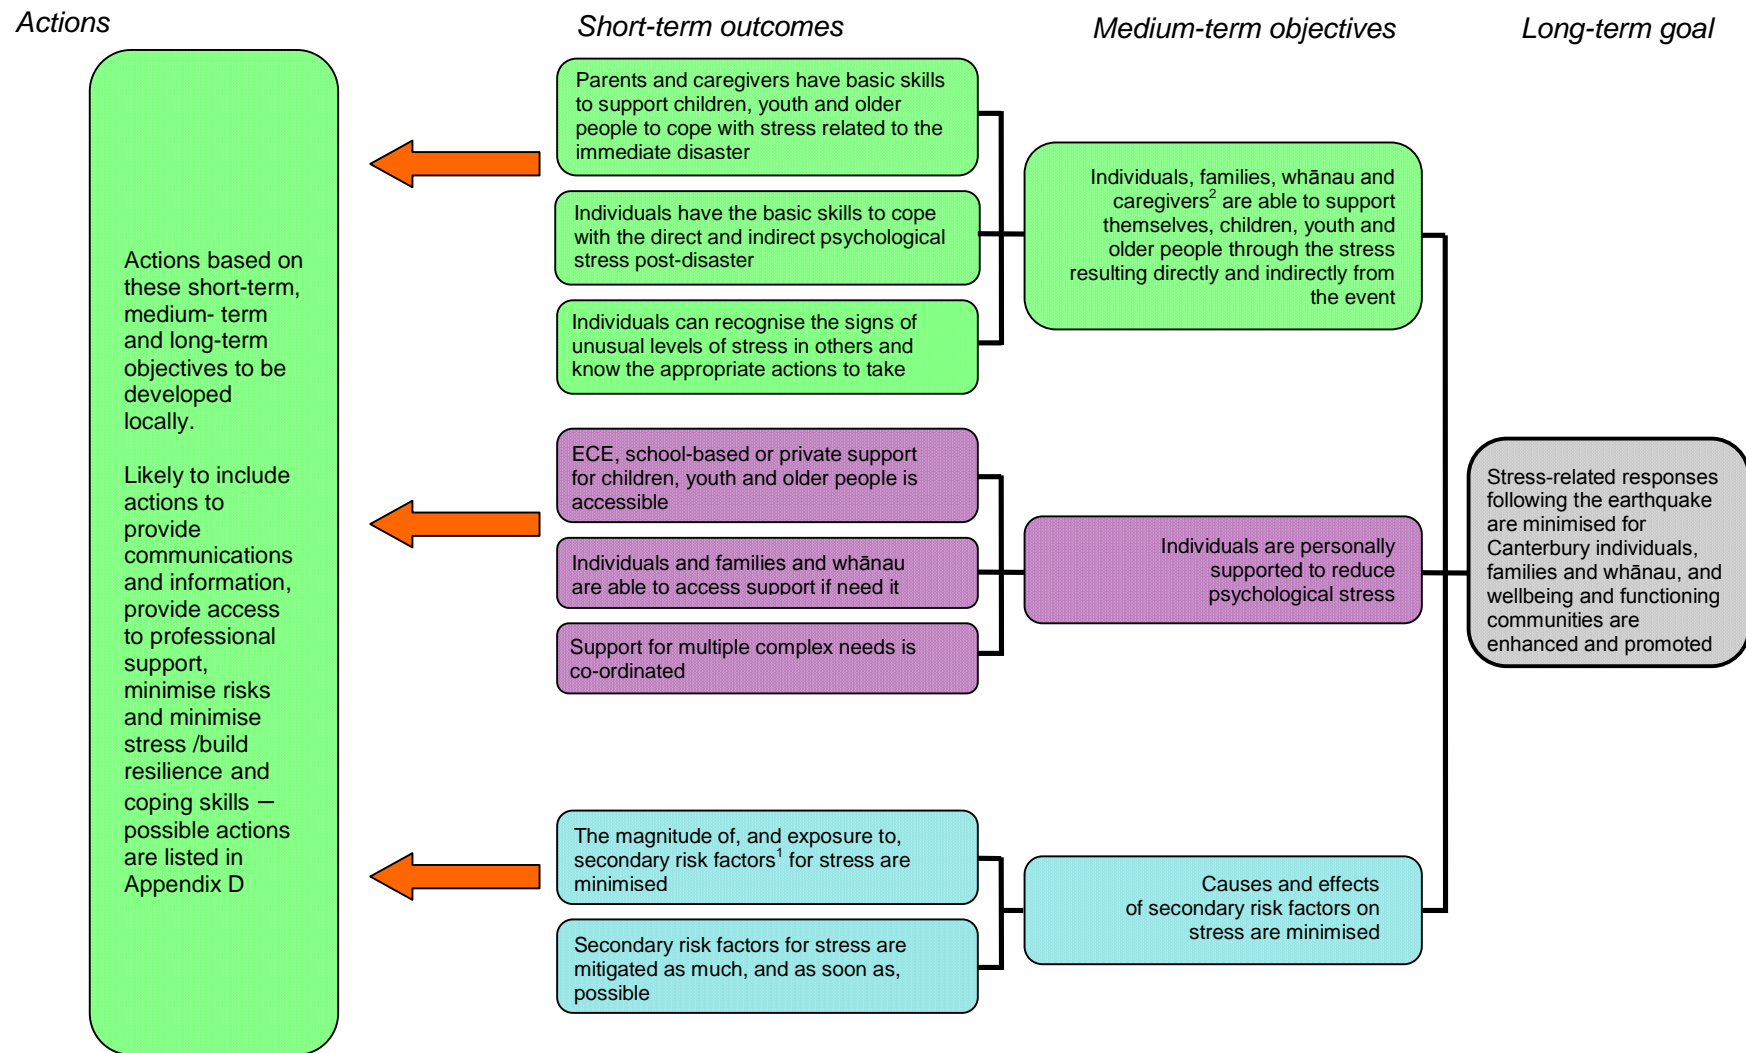 Actions
Short-term outcomes
Medium-term objectives
Long-term goal
Actions based on
these short-term,
medium- term
and long-term
objectives to be
developed
locally.
Likely to include
actions to
provide
communications
and information,
provide access
to professional
support,
minimise risks
and minimise
stress /build
resilience and
coping skills –
possible actions
are listed in
Appendix D
Parents and caregivers have basic skills
to support children, youth and older
people to cope with stress related to the
immediate disaster
Individuals have the basic skills to cope
with the direct and indirect psychological
stress post-disaster
Individuals can recognise the signs of
unusual levels of stress in others and
know the appropriate actions to take
ECE, school-based or private support
for children, youth and older people is
accessible
Individuals and families and whānau
are able to access support if need it
Support for multiple complex needs is
co-ordinated
The magnitude of, and exposure to,
secondary risk factors¹ for stress are
minimised
Secondary risk factors for stress are
mitigated as much, and as soon as,
possible
Individuals, families, whānau and
caregivers² are able to support
themselves, children, youth and
older people through the stress
resulting directly and indirectly from
the event
Individuals are personally
supported to reduce
psychological stress
Causes and effects
of secondary risk factors on
stress are minimised
Stress-related responses
following the earthquake
are minimised for
Canterbury individuals,
families and whānau, and
wellbeing and functioning
communities are
enhanced and promoted